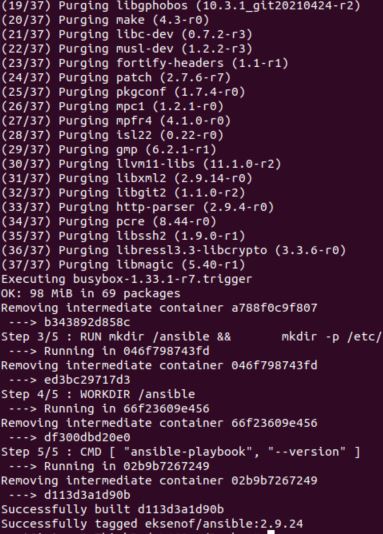 (19/37) Purging libgphobos (10.3.1_git20210424-r2)
(20/37) Purging make (4.3-r0)
(21/37) Purging libc-dev (0.7.2-r3)
(22/37) Purging musl-dev (1.2.2-r3)
(23/37) Purging fortify-headers (1.1-r1)
(24/37) Purging patch (2.7.6-r7)
(25/37) Purging pkgconf (1.7.4-r0)
(26/37) Purging mpc1 (1.2.1-r0)
(27/37) Purging mpfr4 (4.1.0-r0)
(28/37) Purging isl22 (0.22-r0)
(29/37) Purging gmp (6.2.1-r1)
(30/37) Purging llvm11-libs (11.1.0-r2)
(31/37) Purging libxml2 (2.9.14-r0)
(32/37) Purging libgit2 (1.1.0-r2)
(33/37) Purging http-parser (2.9.4-r0)
(34/37) Purging pcre (8.44-r0)
(35/37) Purging libssh2 (1.9.0-r1)
(36/37) Purging libressl3.3-libcrypto (3.3.6-r0)
(37/37) Purging libmagic (5.40-r1)
Executing busybox-1.33.1-r7.trigger
OK: 98 MiB in 69 packages
Removing intermediate container a788f0c9f807
 ---> b343892d858c
Step 3/5 : RUN mkdir /ansible &&     mkdir -p /etc/
 ---> Running in 046f798743fd
Removing intermediate container 046f798743fd
 ---> ed3bc29717d3
Step 4/5 : WORKDIR /ansible
 ---> Running in 66f23609e456
Removing intermediate container 66f23609e456
 ---> df300dbd20e0
Step 5/5 : CMD [ "ansible-playbook", "--version" ]
 ---> Running in 02b9b7267249
Removing intermediate container 02b9b7267249
 ---> d113d3a1d90b
Successfully built d113d3a1d90b
Successfully tagged eksenof/ansible:2.9.24